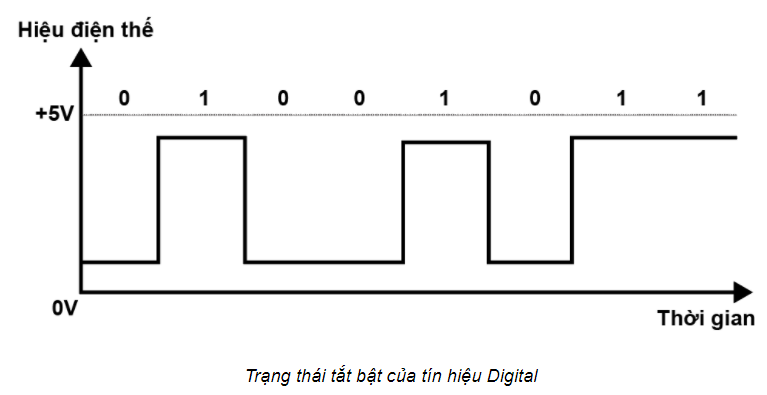 Hiệu điện thế
0 1 0 0 1 0 1 1
+5V
0V
Thời gian
Trạng thái tắt bật của tín hiệu Digital